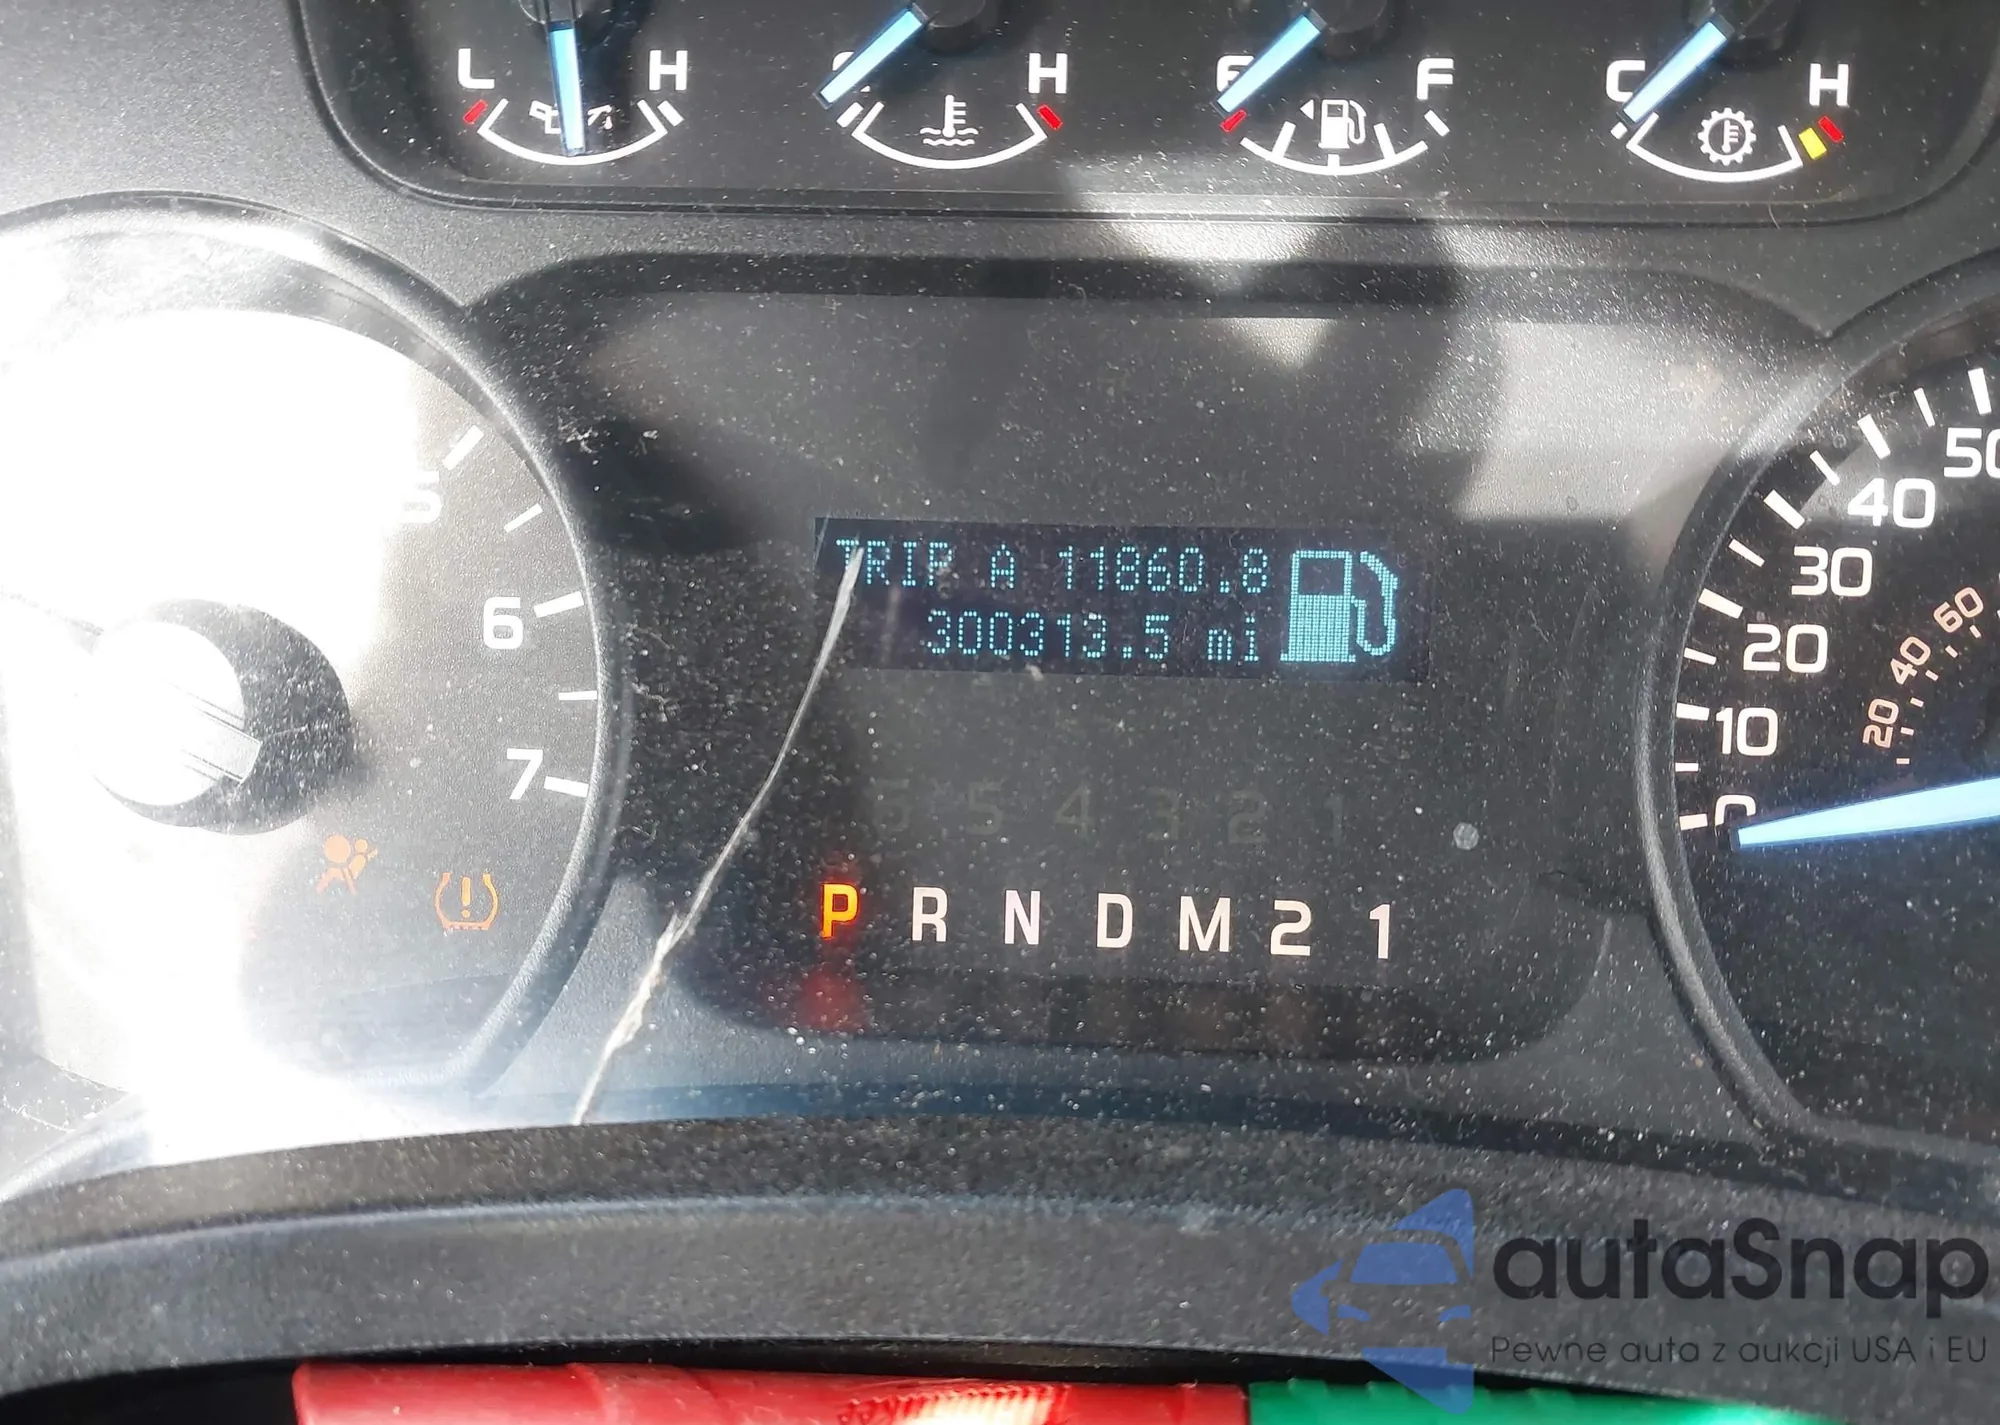 L H H E F C H
5
6
7
TRIP A 11860.8
300313.5 mi
6 5 4 3 2 1
P R N D M 2 1
50
40
30
20
10
0
60
40
20
autaSnap
Pewne auta z aukcji USA i EU